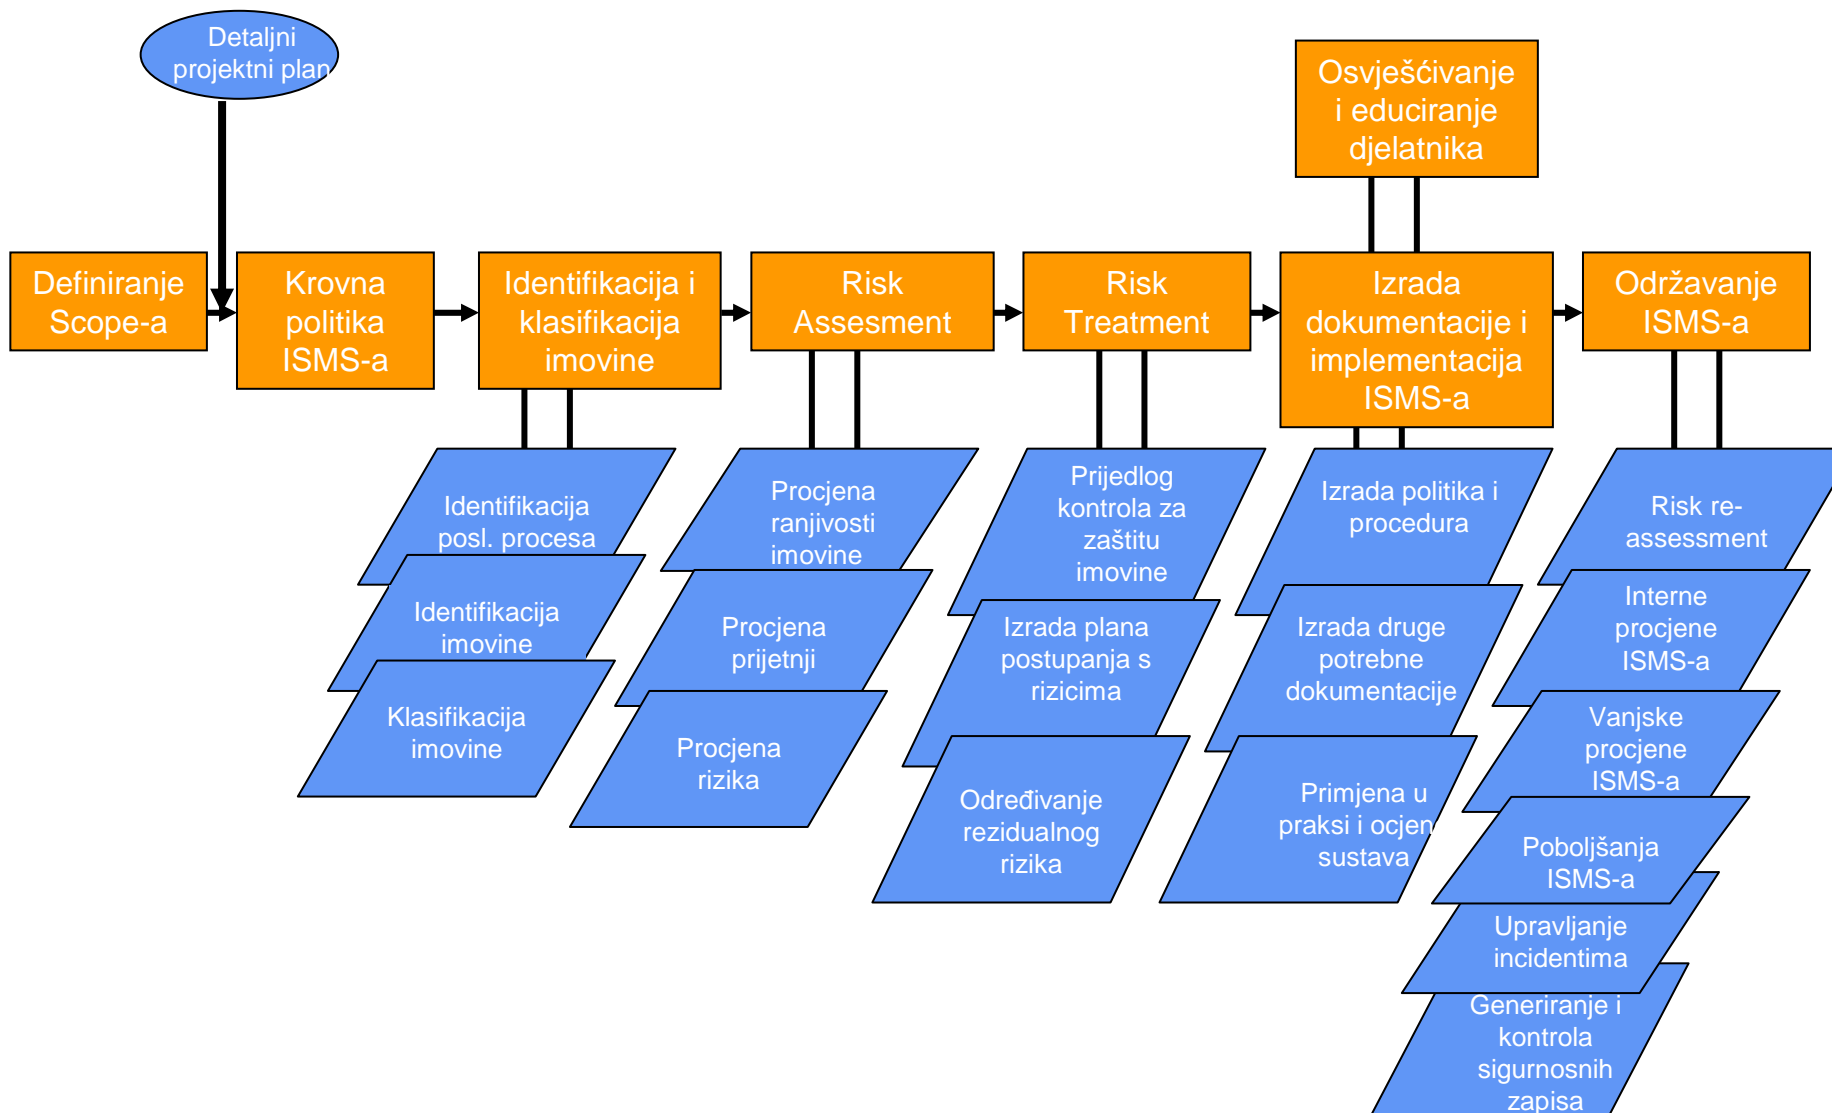 Detaljni
projektni plan
Osvješćivanje
i educiranje
djelatnika
Definiranje
Scope-a
Krovna
politika
ISMS-a
Identifikacija i
klasifikacija
imovine
Risk
Assesment
Risk
Treatment
Izrada
dokumentacije i
implementacija
ISMS-a
Održavanje
ISMS-a
Identifikacija
posl. procesa
Identifikacija
imovine
Klasifikacija
imovine
Procjena
ranjivosti
imovine
Procjena
prijetnji
Procjena
rizika
Prijedlog
kontrola za
zaštitu
imovine
Izrada plana
postupanja s
rizicima
Određivanje
rezidualnog
rizika
Izrada politika i
procedura
Izrada druge
potrebne
dokumentacije
Primjena u
praksi i ocjena
sustava
Risk re-
assessment
Interne
procjene
ISMS-a
Vanjske
procjene
ISMS-a
Poboljšanja
ISMS-a
Upravljanje
incidentima
Generiranje i
kontrola
sigurnosnih
zapisa